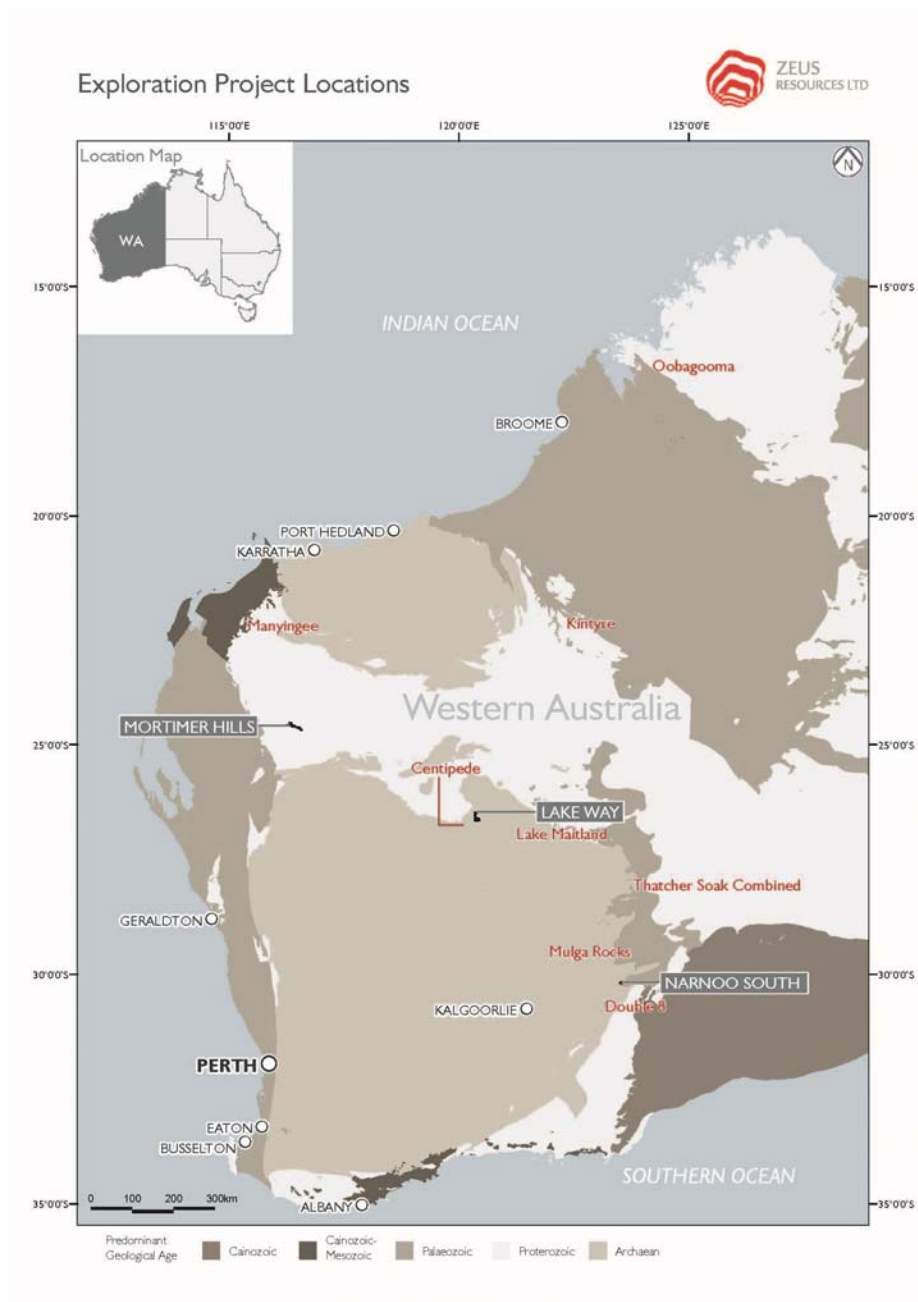 Exploration Project Locations
ZEUS
RESOURCES LTD
115°00'E
120°00'E
125°00'E
Location Map
N
WA
15°00'S
15°00'S
INDIAN OCEAN
Oobagooma
BROOME
20°00'S
20°00'S
PORT HEDLAND
KARRATHA
Manyingee
Kintyre
Western Australia
MORTIMER HILLS
25°00'S
25°00'S
Centipede
LAKE WAY
Lake Maitland
Thatcher Soak Combined
GERALDTON
Mulga Rocks
30°00'S
30°00'S
NARNOO SOUTH
KALGOORLIE
Double 8
PERTH
EATON
BUSSELTON
SOUTHERN OCEAN
0 100 200 300km
35°00'S
35°00'S
ALBANY
Predominant
Geological Age
Cainozoic
Cainozoic-
Mesozoic
Palaeozoic
Proterozoic
Archaean